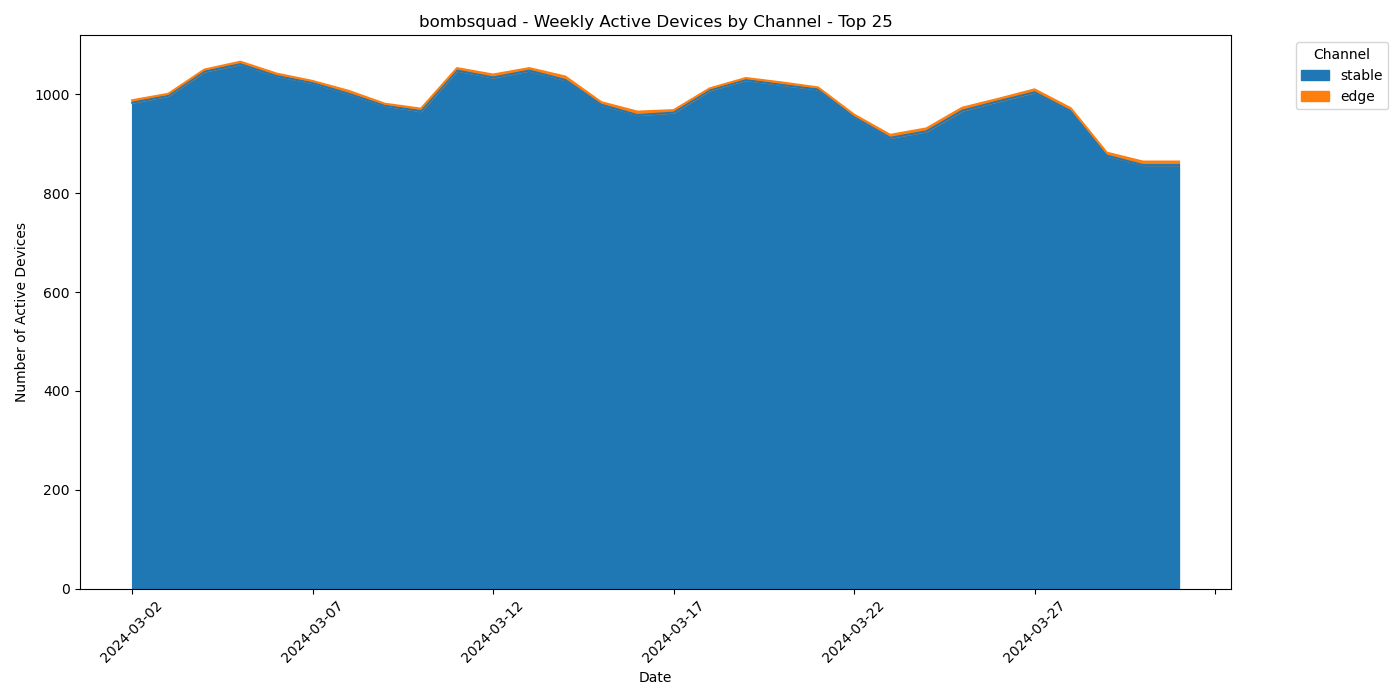 bombsquad - Weekly Active Devices by Channel - Top 25
Channel
stable
edge
Number of Active Devices
1000
800
600
400
200
0
2024-03-02
2024-03-07
2024-03-12
2024-03-17
2024-03-22
2024-03-27
Date